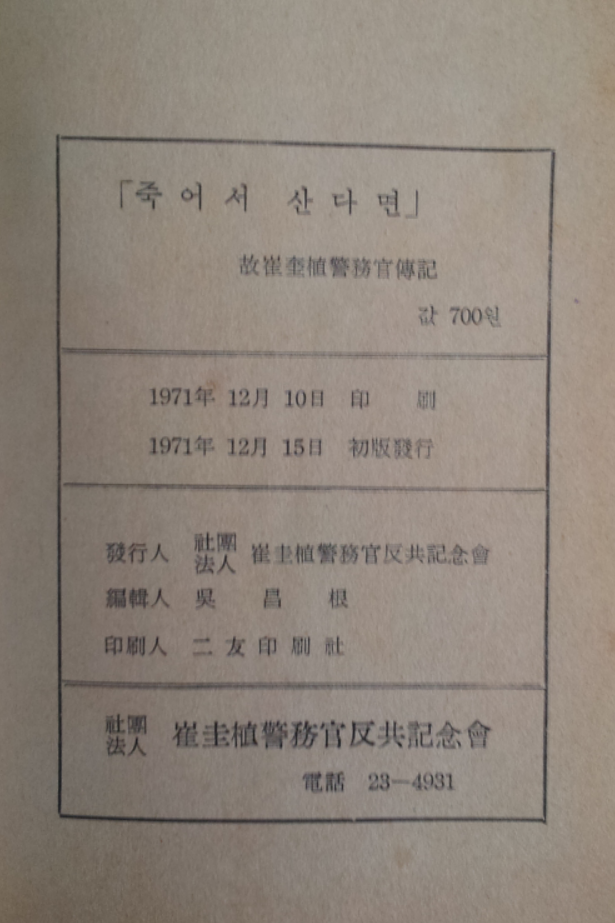 「죽어서 산다면」
故崔奎植警務官傳記
값 700원
1971年 12月 10日 印 刷
1971年 12月 15日 初版發行
發行人 社團法人 崔圭植警務官反共記念會
編輯人 吳 昌 根
印刷人 二友印刷社
社團法人 崔圭植警務官反共記念會
電話 23-4931